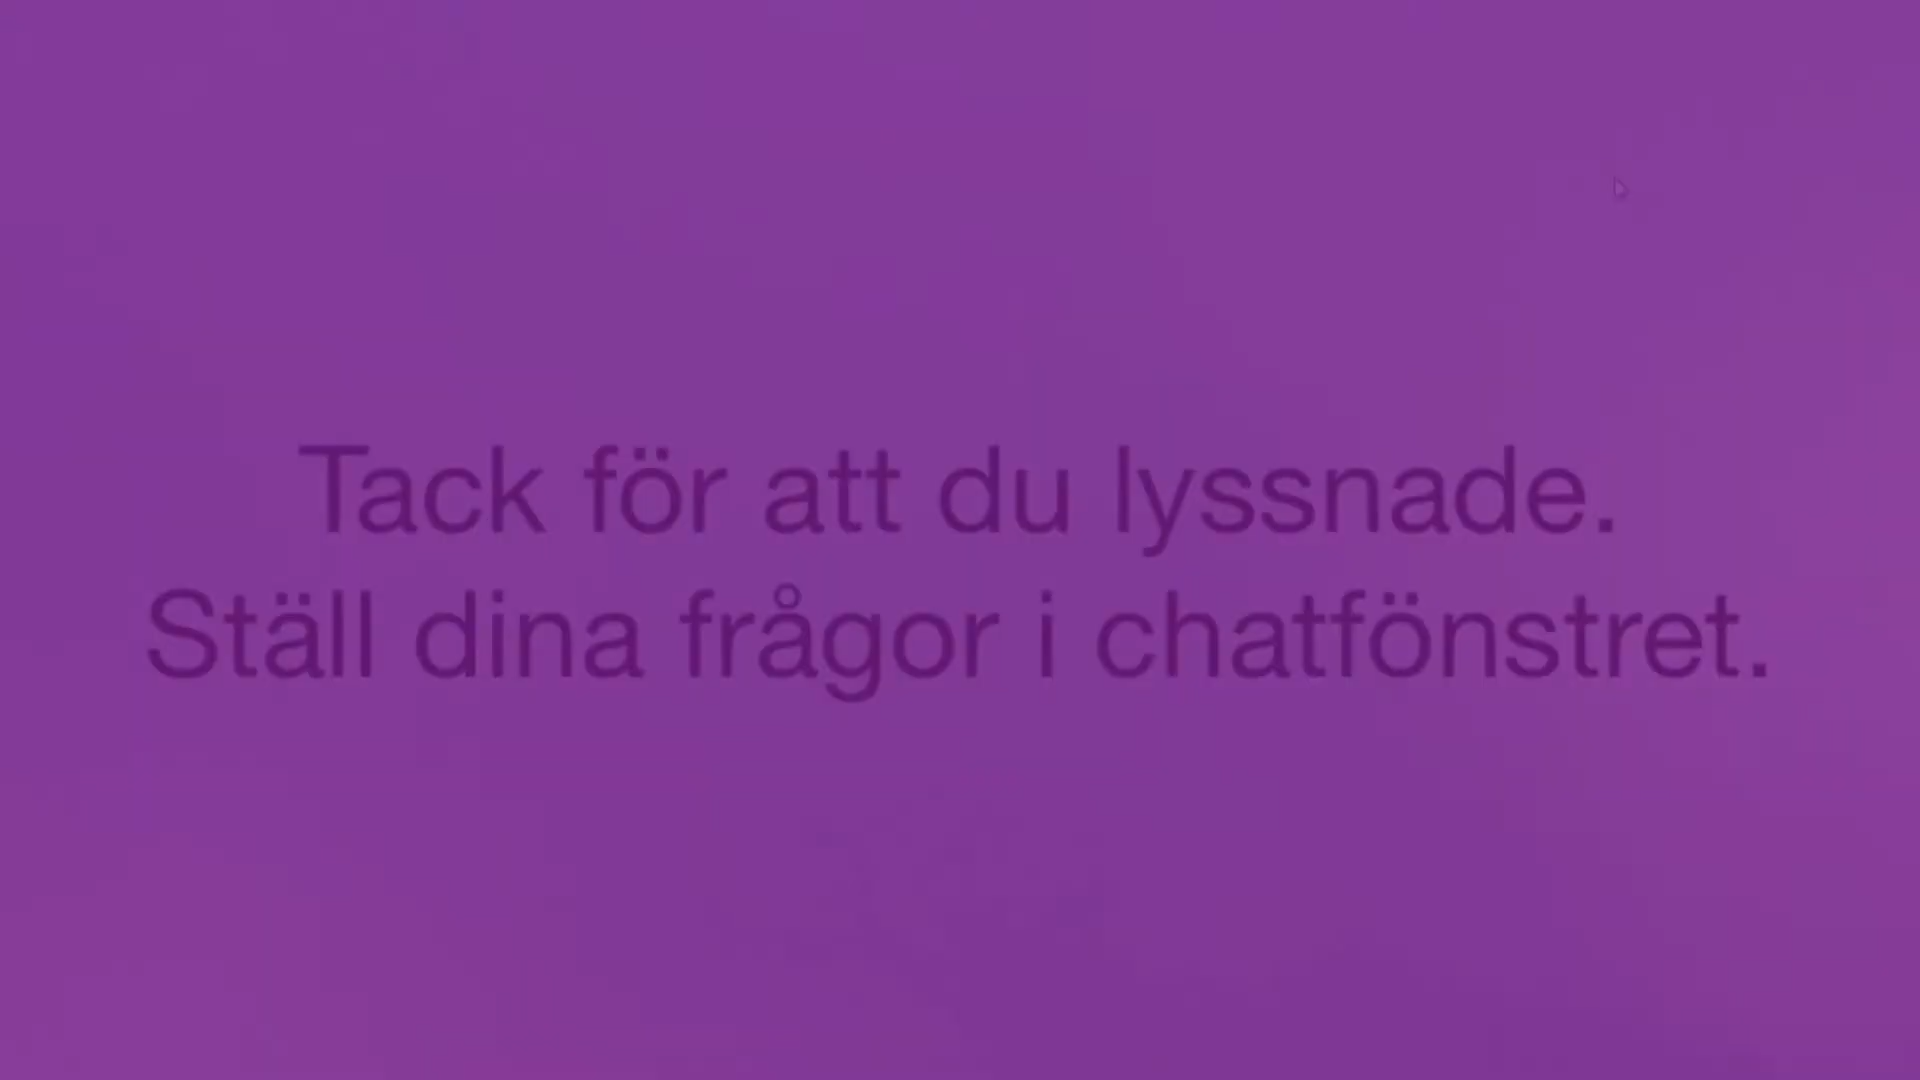 Tack för att du lyssnade.
Ställ dina frågor i chatfönstret.